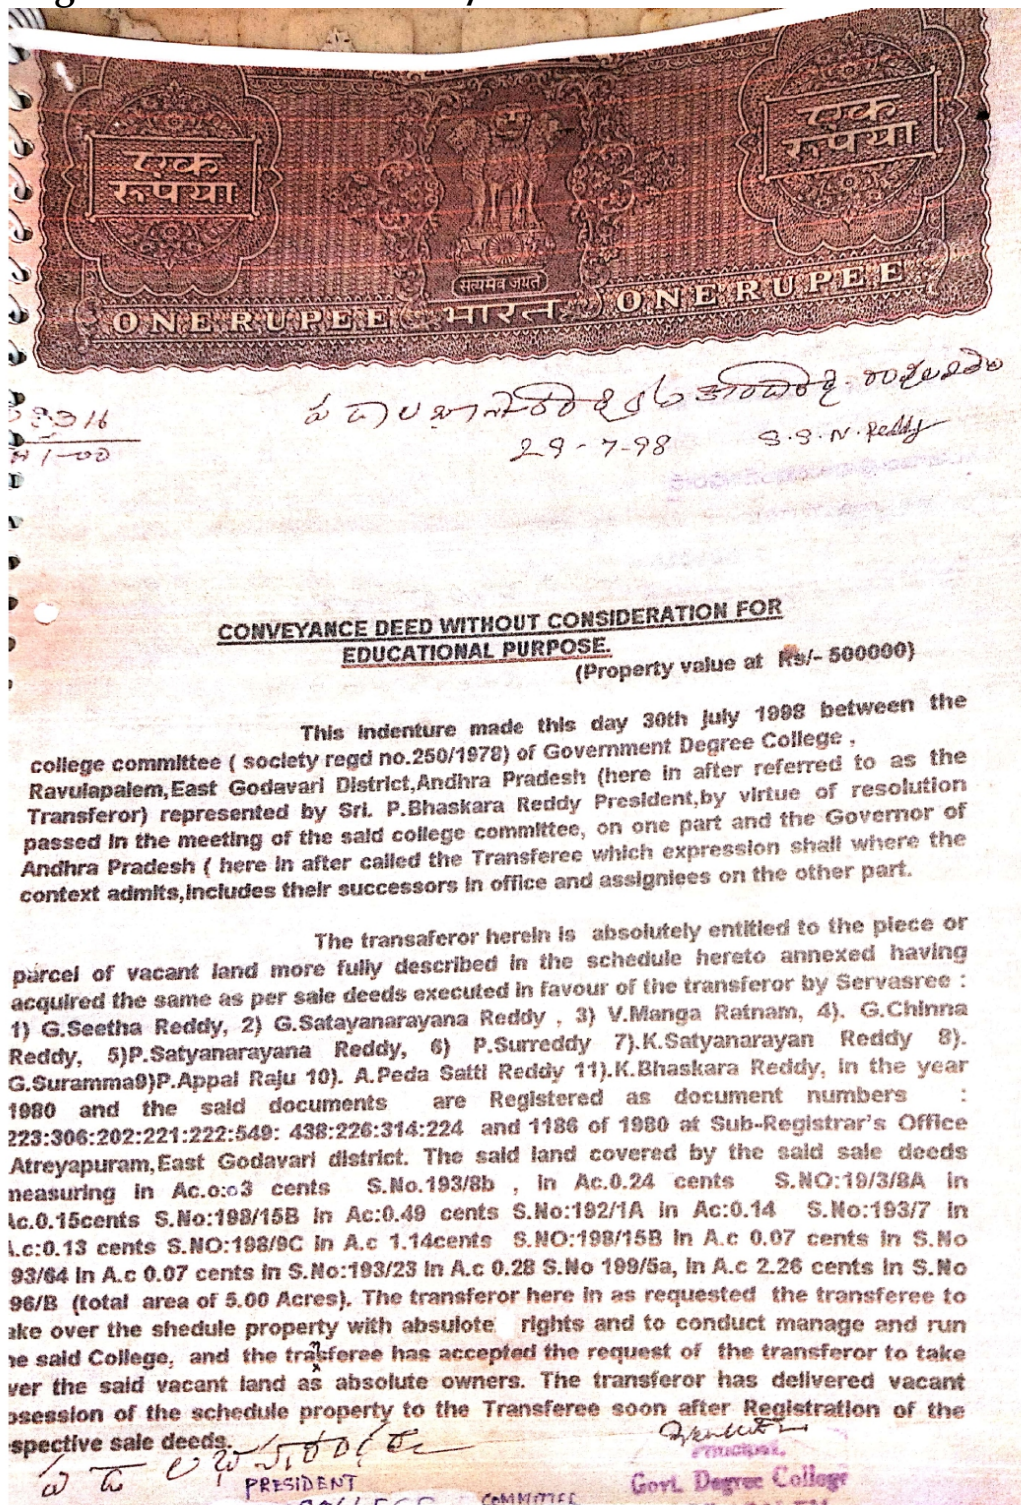 एक
रूपया
एक
रूपया
सत्यमेव जयते
ONE RUPEE भारत ONE RUPEE
29-7-98 S.S.N. Reddy
CONVEYANCE DEED WITHOUT CONSIDERATION FOR
EDUCATIONAL PURPOSE.
(Property value at Rs/- 500000)
This indenture made this day 30th july 1998 between the
college committee ( society regd no.250/1978) of Government Degree College ,
Ravulapalem,East Godavari District,Andhra Pradesh (here in after referred to as the
Transferor) represented by Sri. P.Bhaskara Reddy President,by virtue of resolution
passed in the meeting of the said college committee, on one part and the Governor of
Andhra Pradesh ( here in after called the Transferee which expression shall where the
context admits,includes their successors in office and assigniees on the other part.
The transaferor herein is absolutely entitled to the piece or
parcel of vacant land more fully described in the schedule hereto annexed having
acquired the same as per sale deeds executed in favour of the transferor by Servasree :
1) G.Seetha Reddy, 2) G.Satayanarayana Reddy , 3) V.Manga Ratnam, 4). G.Chinna
Reddy, 5)P.Satyanarayana Reddy, 6) P.Surreddy 7).K.Satyanarayan Reddy 8).
G.Suramma9)P.Appal Raju 10). A.Peda Satti Reddy 11).K.Bhaskara Reddy, in the year
1980 and the said documents are Registered as document numbers :
223:306:202:221:222:549: 438:226:314:224 and 1186 of 1980 at Sub-Registrar's Office
Atreyapuram,East Godavari district. The said land covered by the said sale deeds
measuring in Ac.o:o3 cents S.No.193/8b , in Ac.0.24 cents S.NO:19/3/8A in
Ac.0.15cents S.No:198/15B in Ac:0.49 cents S.No:192/1A in Ac:0.14 S.No:193/7 in
A.c:0.13 cents S.NO:198/9C in A.c 1.14cents S.NO:198/15B in A.c 0.07 cents in S.No
93/64 in A.c 0.07 cents in S.No:193/23 in A.c 0.28 S.No 199/5a, in A.c 2.26 cents in S.No
96/B (total area of 5.00 Acres). The transferor here in as requested the transferee to
ake over the shedule property with absulote rights and to conduct manage and run
he said College, and the trasferee has accepted the request of the transferor to take
ver the said vacant land as absolute owners. The transferor has delivered vacant
osession of the schedule property to the Transferee soon after Registration of the
spective sale deeds.
PRESIDENT
COLLEGE COMMITTEE
Principal,
Govt. Degree College